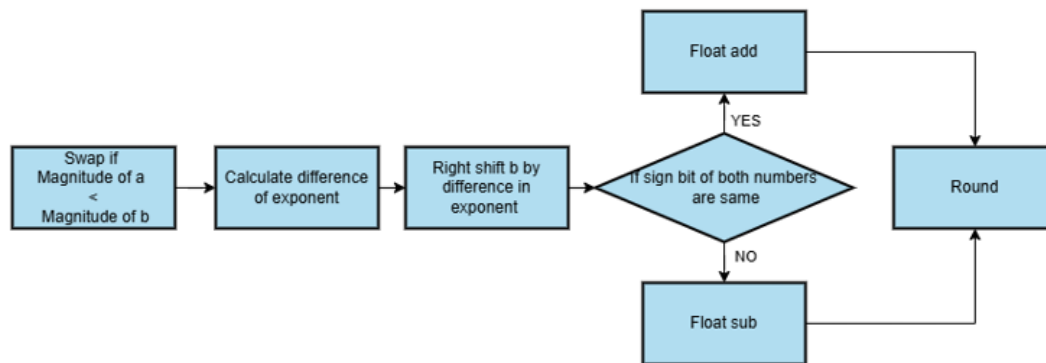 Swap if
Magnitude of a
<
Magnitude of b
Calculate difference
of exponent
Right shift b by
difference in
exponent
If sign bit of both numbers
are same
YES
Float add
NO
Float sub
Round